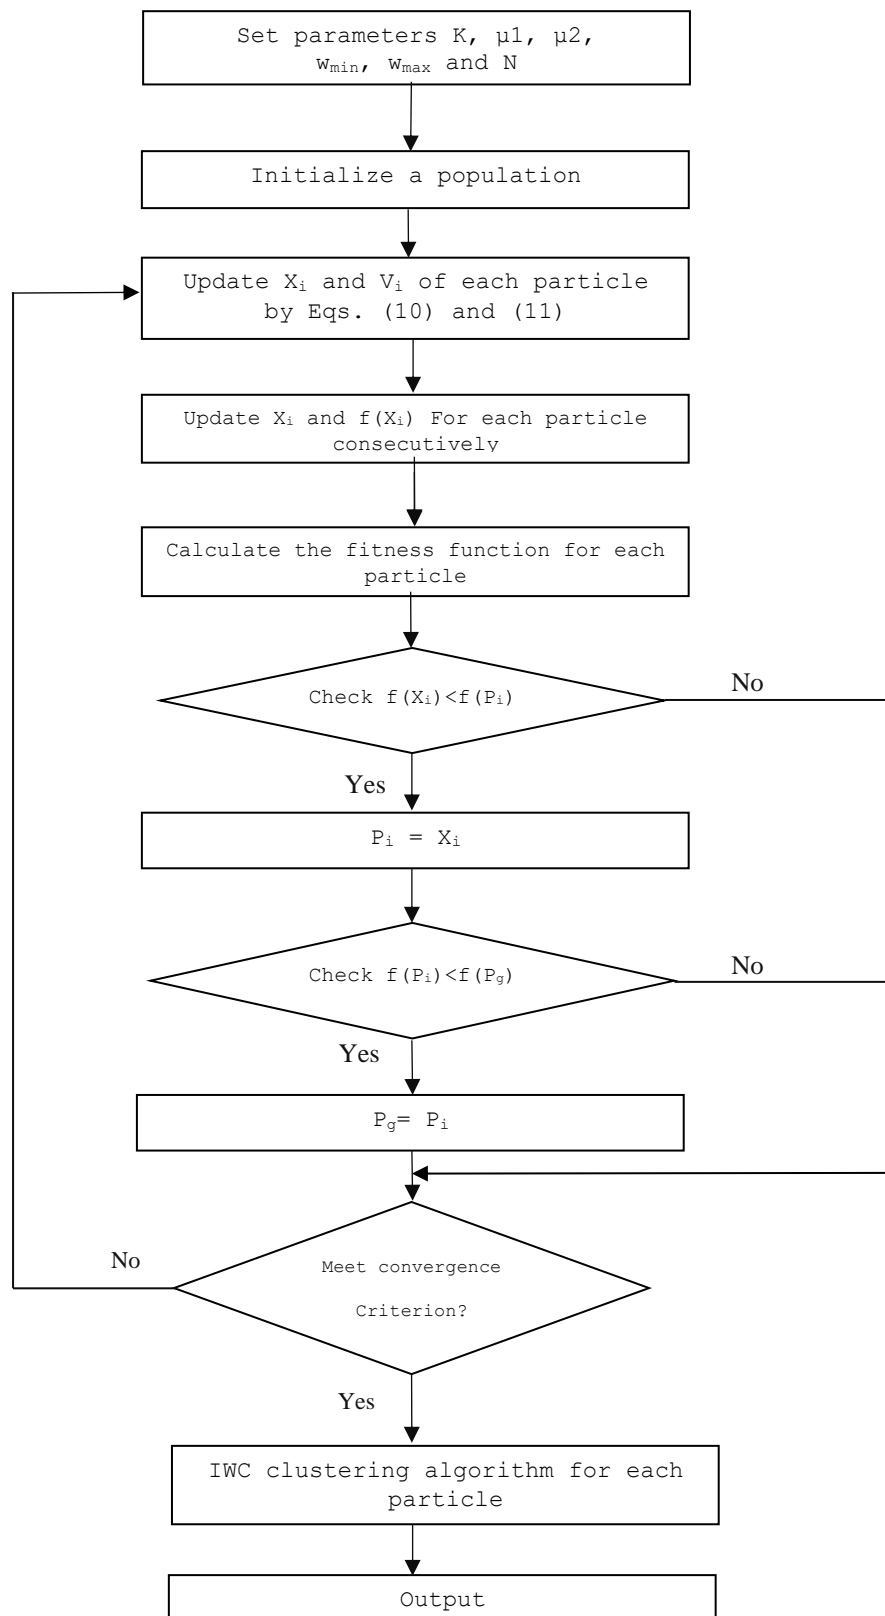 Set parameters K, µ1, µ2,
wmin, wmax and N
Initialize a population
Update Xi and Vi of each particle
by Eqs. (10) and (11)
Update Xi and f(Xi) For each particle
consecutively
Calculate the fitness function for each
particle
Check f(Xi)<f(Pi)
No
Yes
Pi = Xi
Check f(Pi)<f(Pg)
No
Yes
Pg= Pi
No
Meet convergence
Criterion?
Yes
IWC clustering algorithm for each
particle
Output